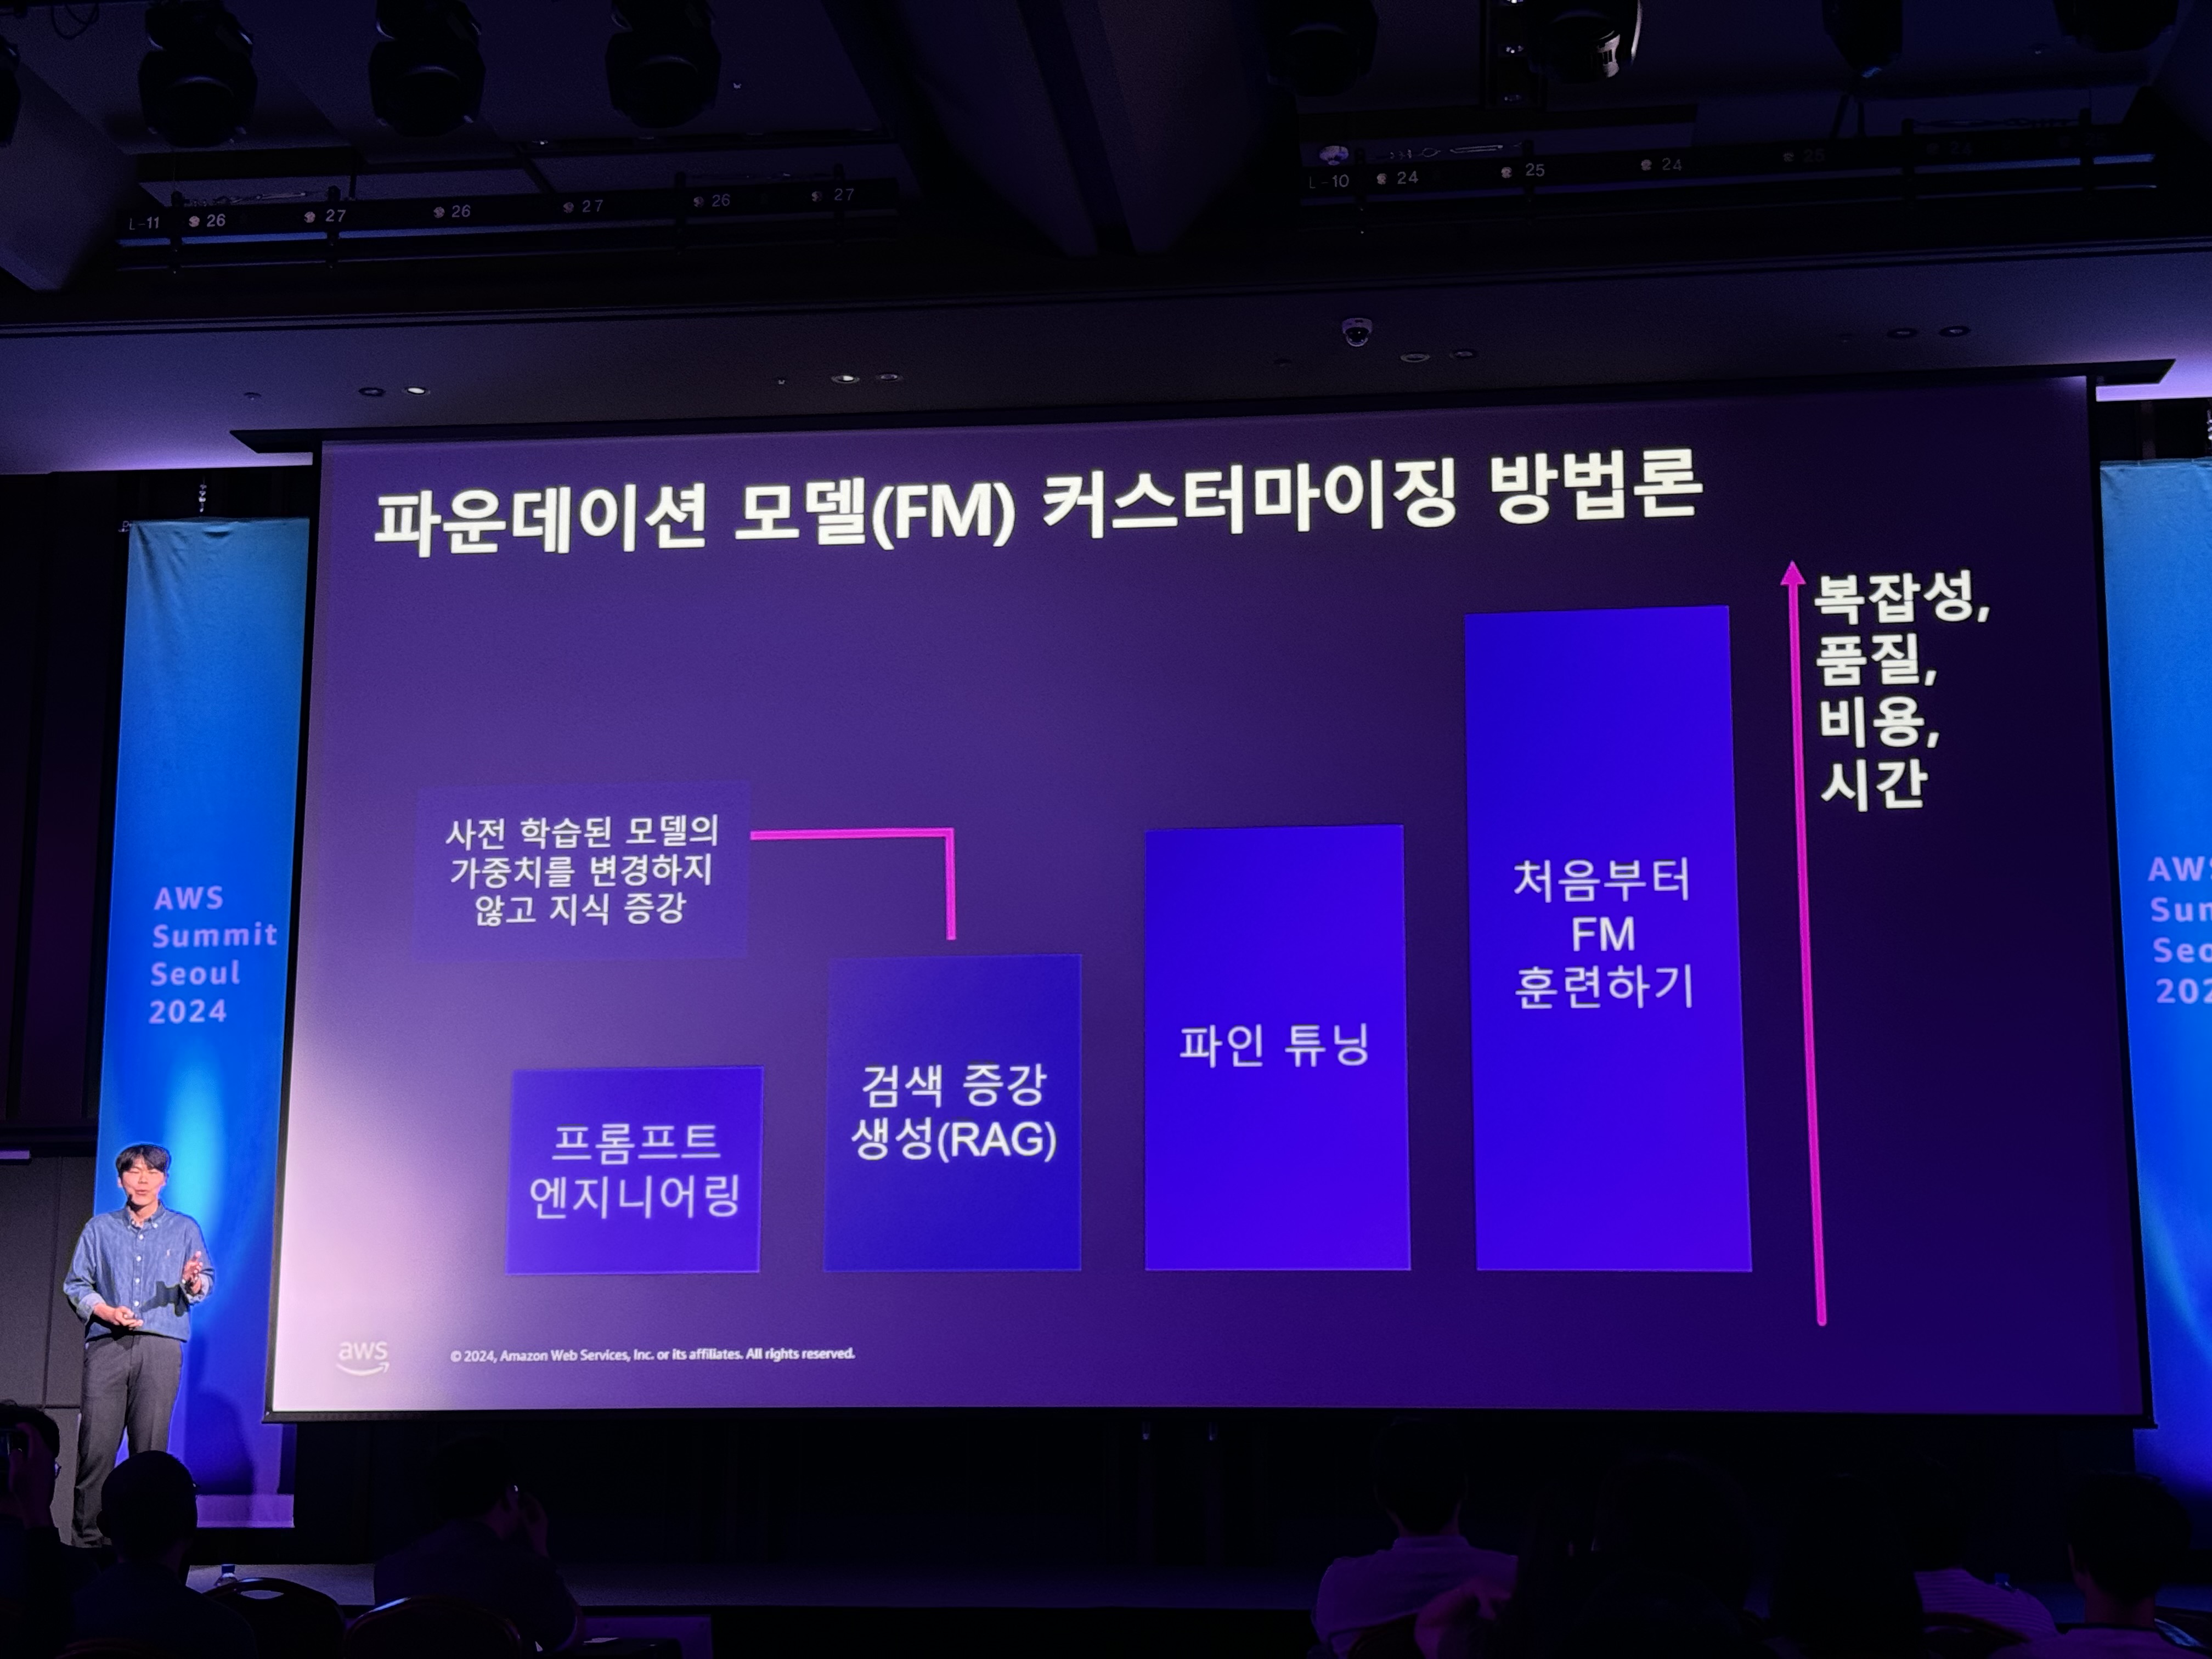 L-11 26 27 26 27 26 27
L-10 24 25 24 25 24
파운데이션 모델(FM) 커스터마이징 방법론
복잡성,
품질,
비용,
시간
사전 학습된 모델의
가중치를 변경하지
않고 지식 증강
프롬프트
엔지니어링
검색 증강
생성(RAG)
파인 튜닝
처음부터
FM
훈련하기
aws
© 2024, Amazon Web Services, Inc. or its affiliates. All rights reserved.
AWS
Summit
Seoul
2024